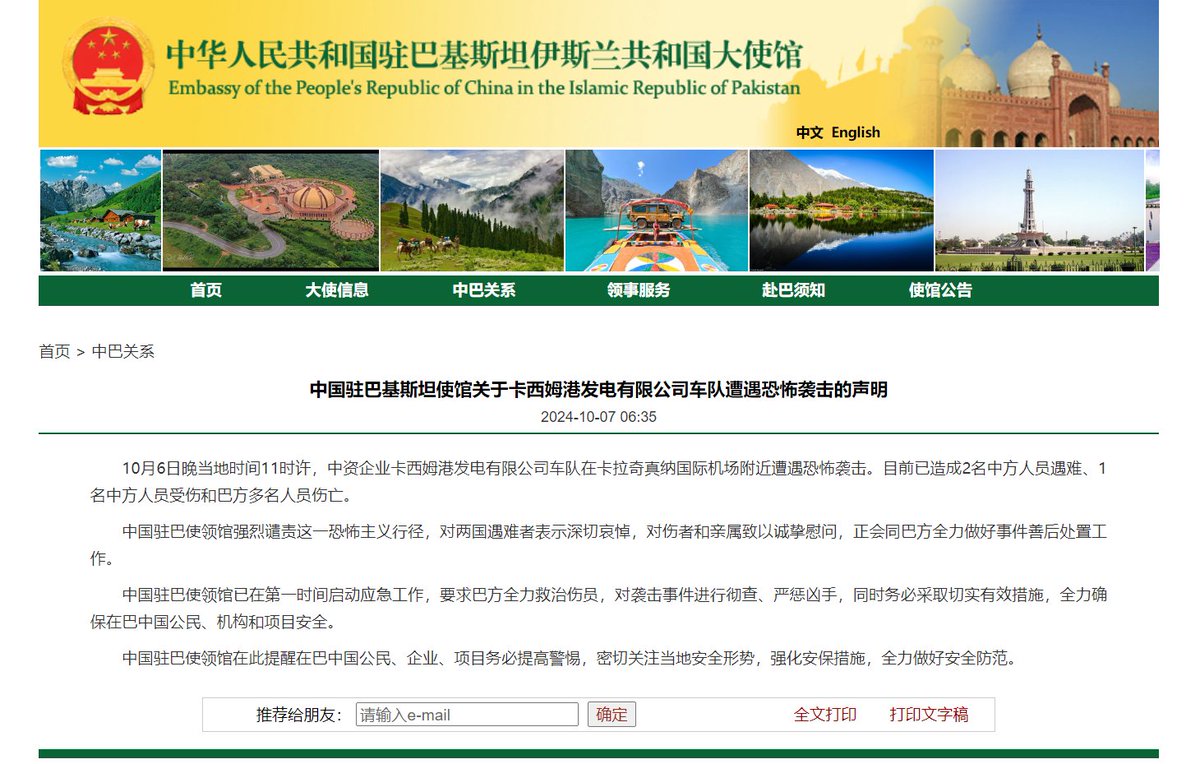 中华人民共和国驻巴基斯坦伊斯兰共和国大使馆
Embassy of the People's Republic of China in the Islamic Republic of Pakistan
中文 English
首页 大使信息 中巴关系 领事服务 赴巴须知 使馆公告
首页 > 中巴关系
中国驻巴基斯坦使馆关于卡西姆港发电有限公司车队遭遇恐怖袭击的声明
2024-10-07 06:35
10月6日晚当地时间11时许，中资企业卡西姆港发电有限公司车队在卡拉奇真纳国际机场附近遭遇恐怖袭击。目前已造成2名中方人员遇难、1
名中方人员受伤和巴方多名人员伤亡。
中国驻巴使领馆强烈谴责这一恐怖主义行径，对两国遇难者表示深切哀悼，对伤者和亲属致以诚挚慰问，正会同巴方全力做好事件善后处置工
作。
中国驻巴使领馆已在第一时间启动应急工作，要求巴方全力救治伤员，对袭击事件进行彻查、严惩凶手，同时务必采取切实有效措施，全力确
保在巴中国公民、机构和项目安全。
中国驻巴使领馆在此提醒在巴中国公民、企业、项目务必提高警惕，密切关注当地安全形势，强化安保措施，全力做好安全防范。
推荐给朋友： 请输入e-mail 确定 全文打印 打印文字稿